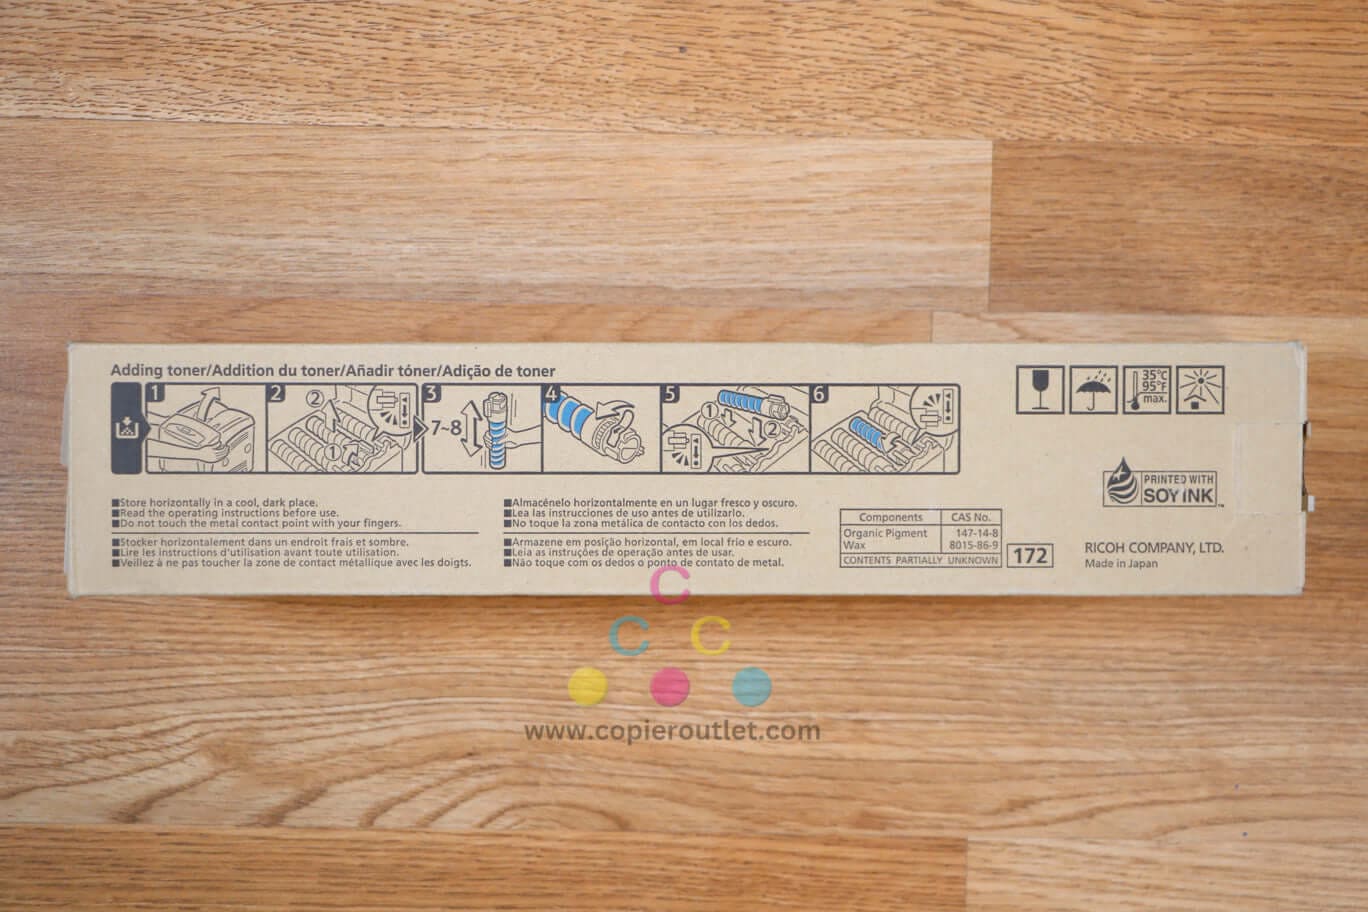 Adding toner/Addition du toner/Añadir tóner/Adição de toner
1
2
②
①
3
7~8
4
5
①
②
6
■Store horizontally in a cool, dark place.
■Read the operating instructions before use.
■Do not touch the metal contact point with your fingers.
■Stocker horizontalement dans un endroit frais et sombre.
■Lire les instructions d'utilisation avant toute utilisation.
■Veillez à ne pas toucher la zone de contact métallique avec les doigts.
■Almacénelo horizontalmente en un lugar fresco y oscuro.
■Lea las instrucciones de uso antes de utilizarlo.
■No toque la zona metálica de contacto con los dedos.
■Armazene em posição horizontal, em local frio e escuro.
■Leia as instruções de operação antes de usar.
■Não toque com os dedos o ponto de contato de metal.
Components CAS No.
Organic Pigment 147-14-8
Wax 8015-86-9
CONTENTS PARTIALLY UNKNOWN
172
35°C
95°F
max.
PRINTED WITH
SOY INK™
RICOH COMPANY, LTD.
Made in Japan
C
C C
www.copieroutlet.com